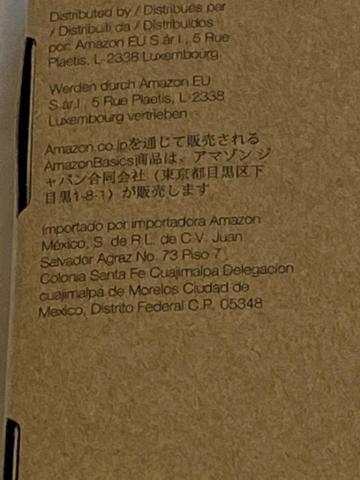 Distributed by / Distribués par
/ Distribuiti da / Distribuidos
por: Amazon EU S.àr.l., 5 Rue
Plaetis, L-2338 Luxembourg.
Werden durch Amazon EU
S.àr.l., 5 Rue Plaetis, L-2338
Luxembourg vertrieben
Amazon.co.jpを通じて販売される
AmazonBasics商品は、アマゾン ジ
ャパン合同会社（東京都目黒区下
目黒1-8-1）が販売します
Importado por importadora Amazon
México, S. de R.L. de C.V. Juan
Salvador Agraz No. 73 Piso 7
Colonia Santa Fe Cuajimalpa Delegacion
cuajimalpa de Morelos Ciudad de
Mexico, Distrito Federal C.P. 05348